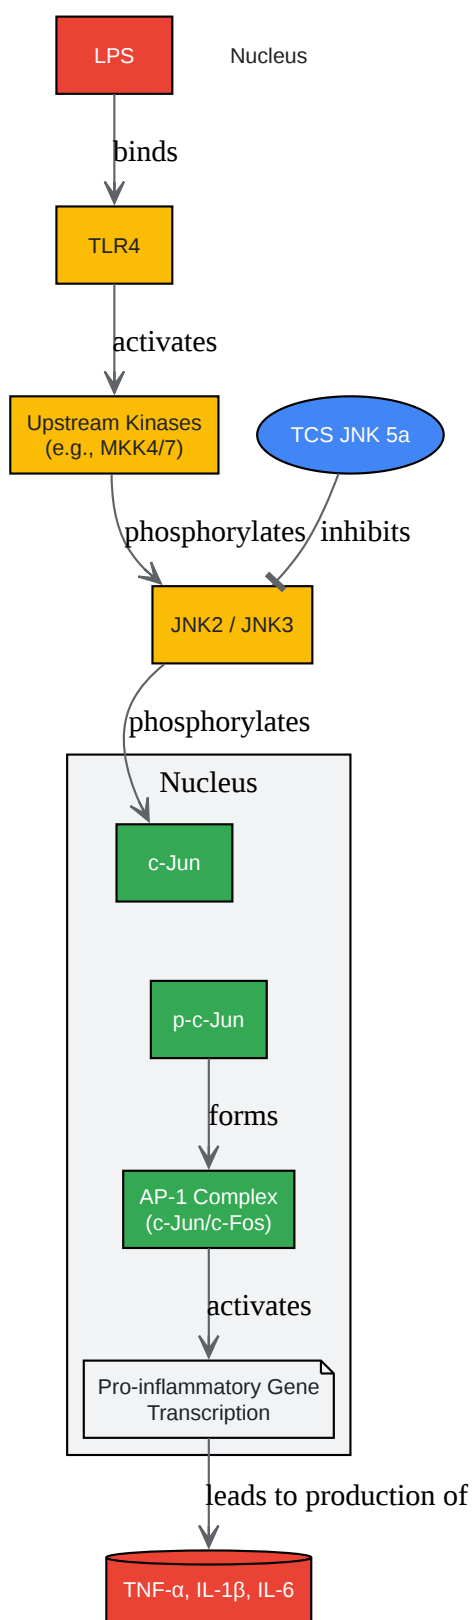 LPS
Nucleus
binds
TLR4
activates
Upstream Kinases
(e.g., MKK4/7)
TCS JNK 5a
phosphorylates
inhibits
JNK2 / JNK3
phosphorylates
Nucleus
c-Jun
p-c-Jun
forms
AP-1 Complex
(c-Jun/c-Fos)
activates
Pro-inflammatory Gene
Transcription
leads to production of
TNF-α, IL-1β, IL-6